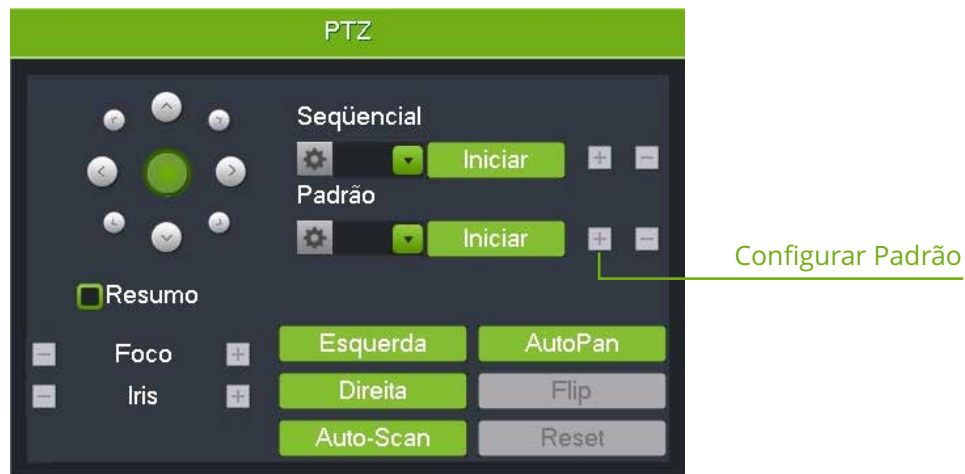 PTZ
Seqüencial
Iniciar
Padrão
Iniciar
Configurar Padrão
Resumo
Foco
Iris
Esquerda
AutoPan
Direita
Flip
Auto-Scan
Reset